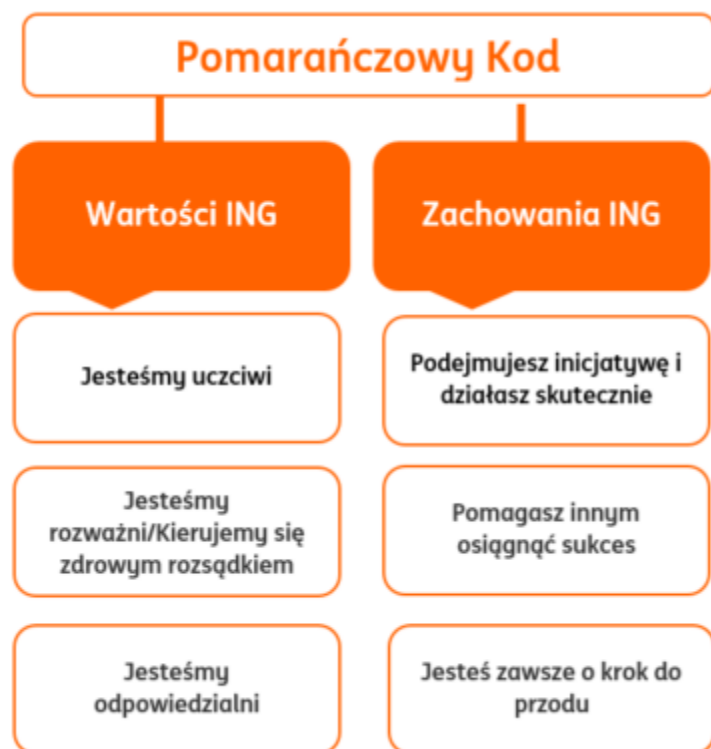 Pomarańczowy Kod
Wartości ING
Jesteśmy uczciwi
Jesteśmy
rozważni/Kierujemy się
zdrowym rozsądkiem
Jesteśmy
odpowiedzialni
Zachowania ING
Podejmujesz inicjatywę i
działasz skutecznie
Pomagasz innym
osiągnąć sukces
Jesteś zawsze o krok do
przodu